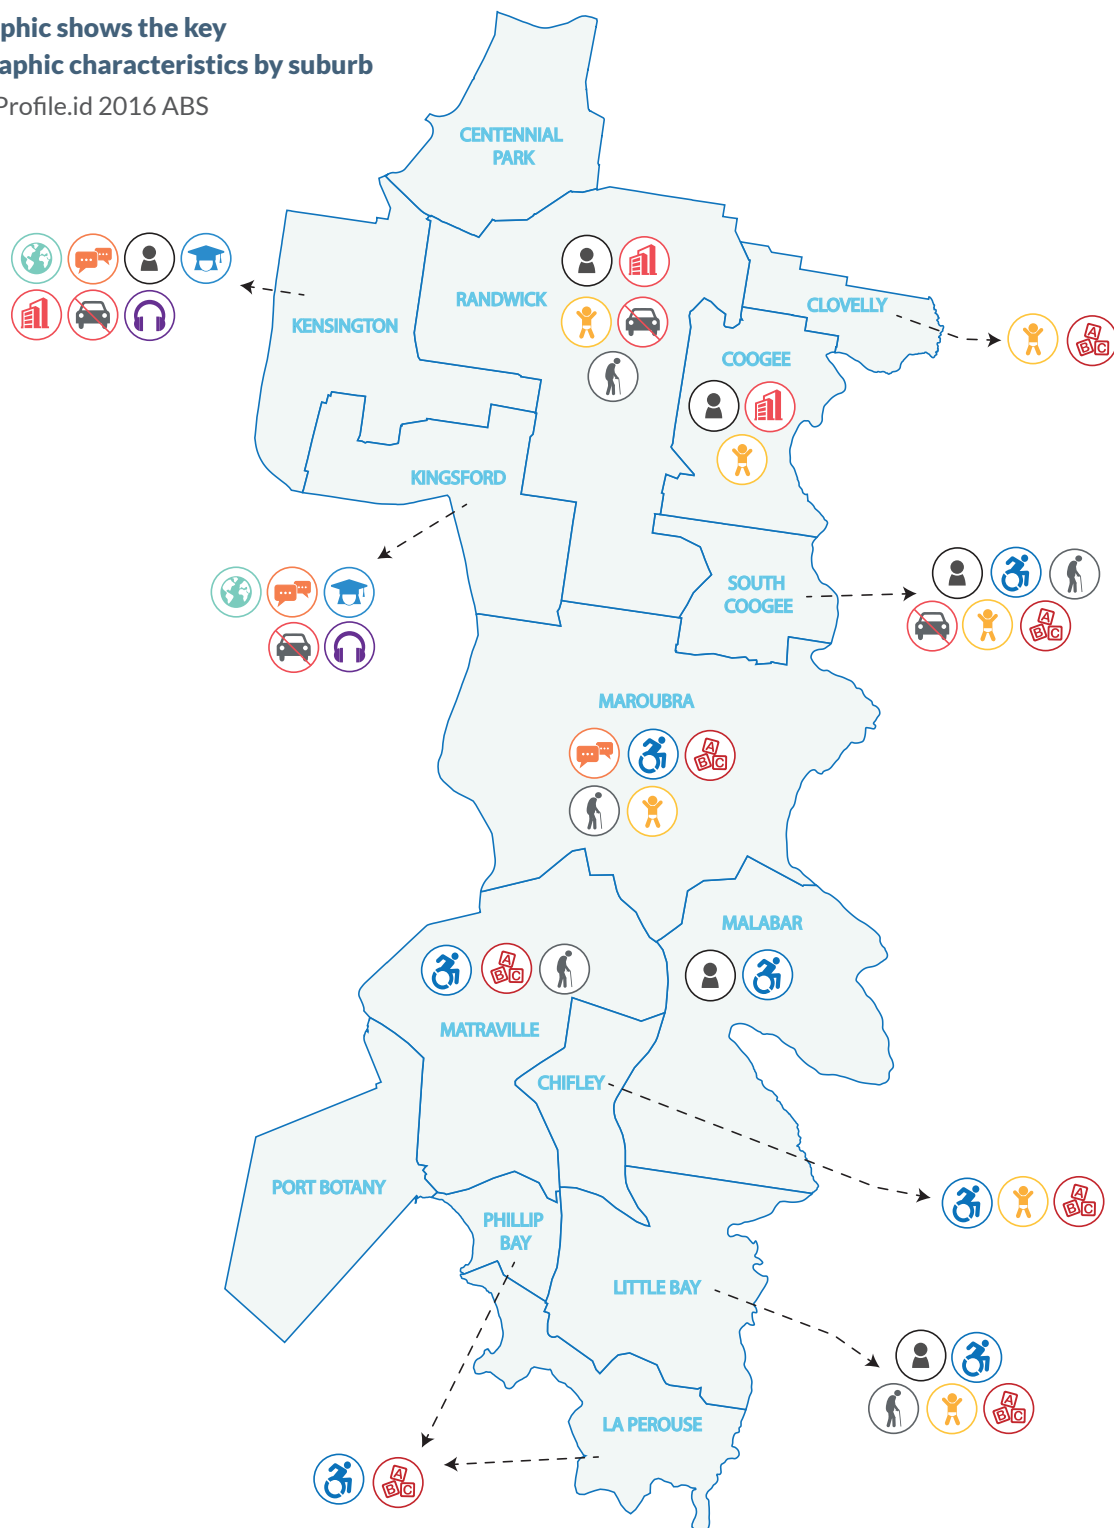 phic shows the key
aphic characteristics by suburb
Profile.id 2016 ABS
CENTENNIAL
PARK
RANDWICK
KENSINGTON
CLOVELLY
COOGEE
KINGSFORD
SOUTH
COOGEE
MAROUBRA
MALABAR
MATRAVILLE
CHIFLEY
PORT BOTANY
PHILLIP
BAY
LITTLE BAY
LA PEROUSE
A
B C
A
B C
A
B C
A
B C
A
B C
A
B C
A
B C